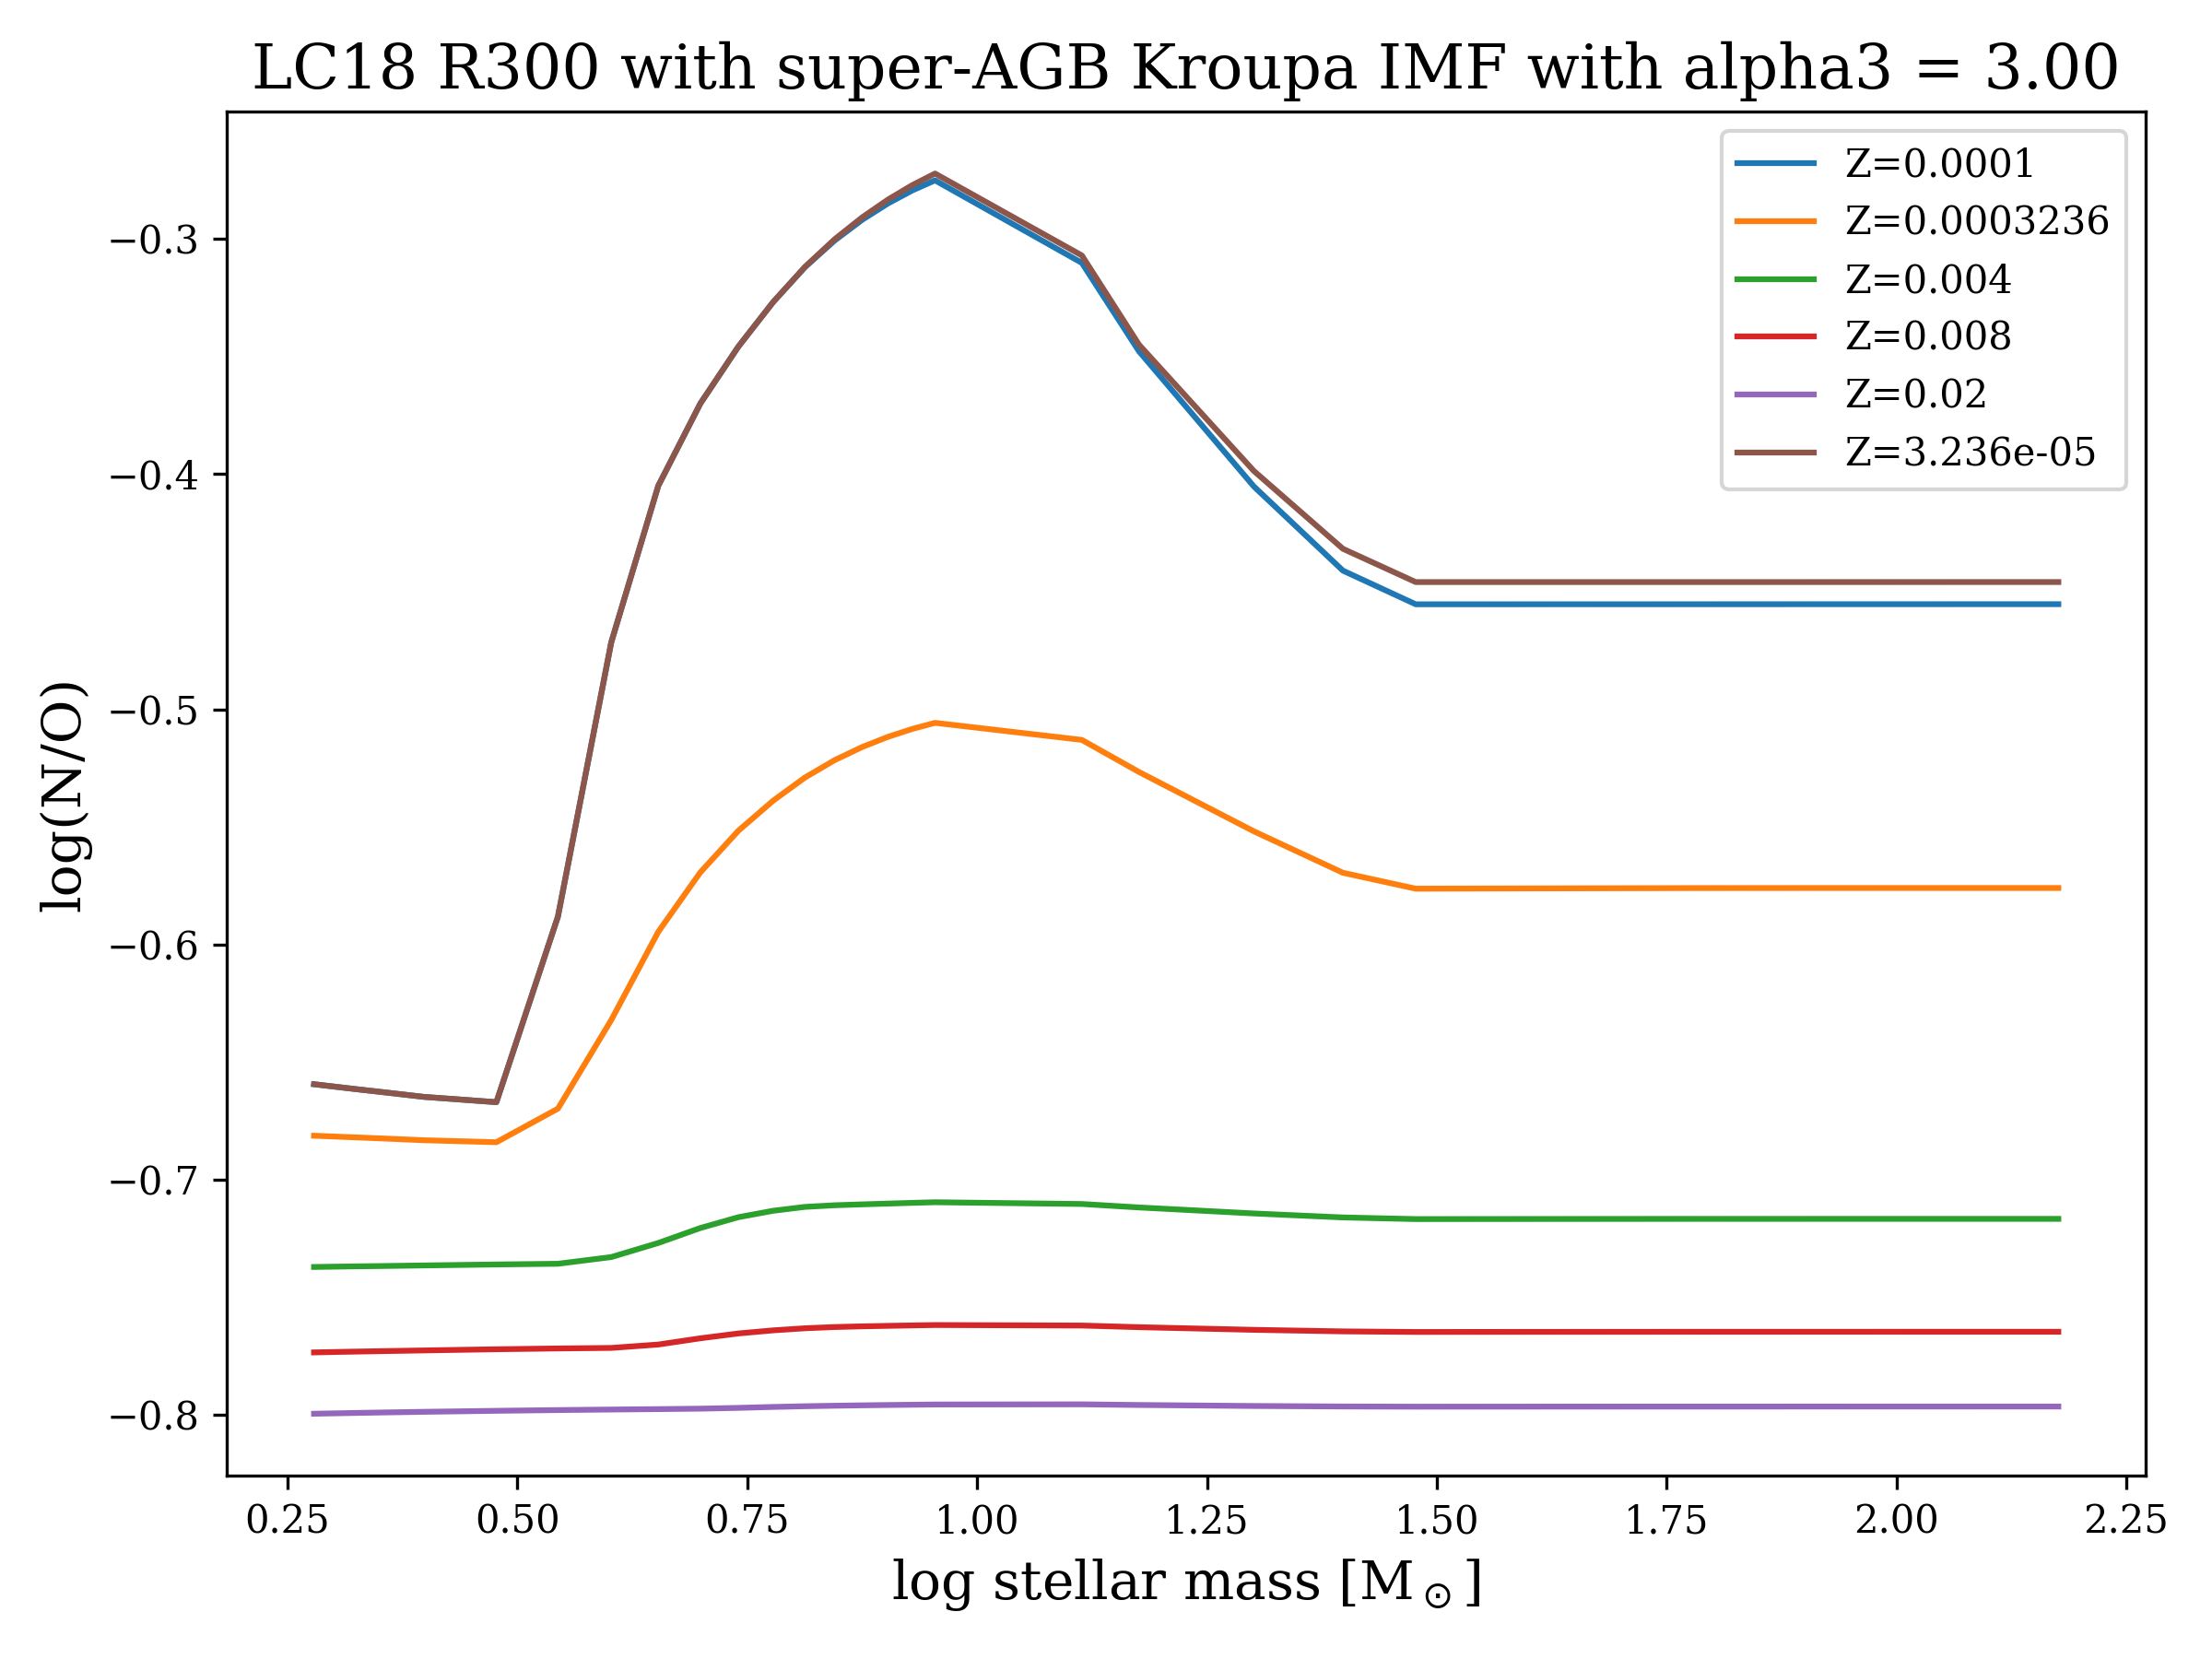 LC18 R300 with super-AGB Kroupa IMF with alpha3 = 3.00
Z=0.0001
Z=0.0003236
Z=0.004
Z=0.008
Z=0.02
Z=3.236e-05
log(N/O)
−0.3
−0.4
−0.5
−0.6
−0.7
−0.8
0.25 0.50 0.75 1.00 1.25 1.50 1.75 2.00 2.25
log stellar mass [M⊙]